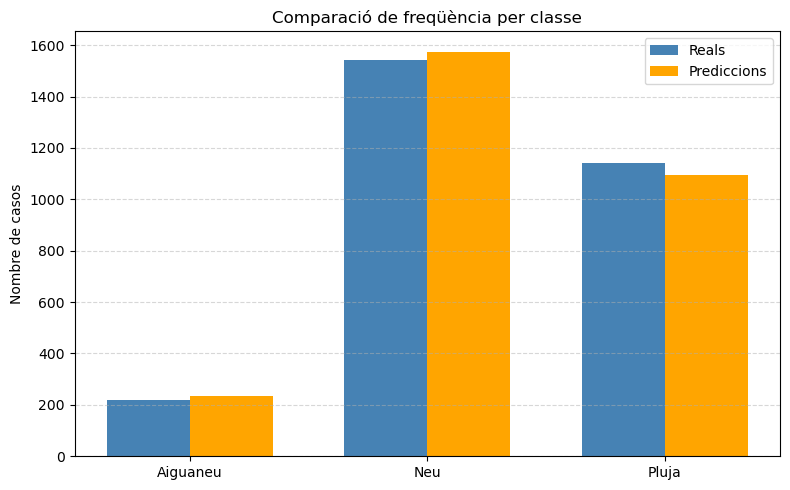 Comparació de freqüència per classe
Reals
Prediccions
Nombre de casos
1600
1400
1200
1000
800
600
400
200
0
Aiguaneu
Neu
Pluja